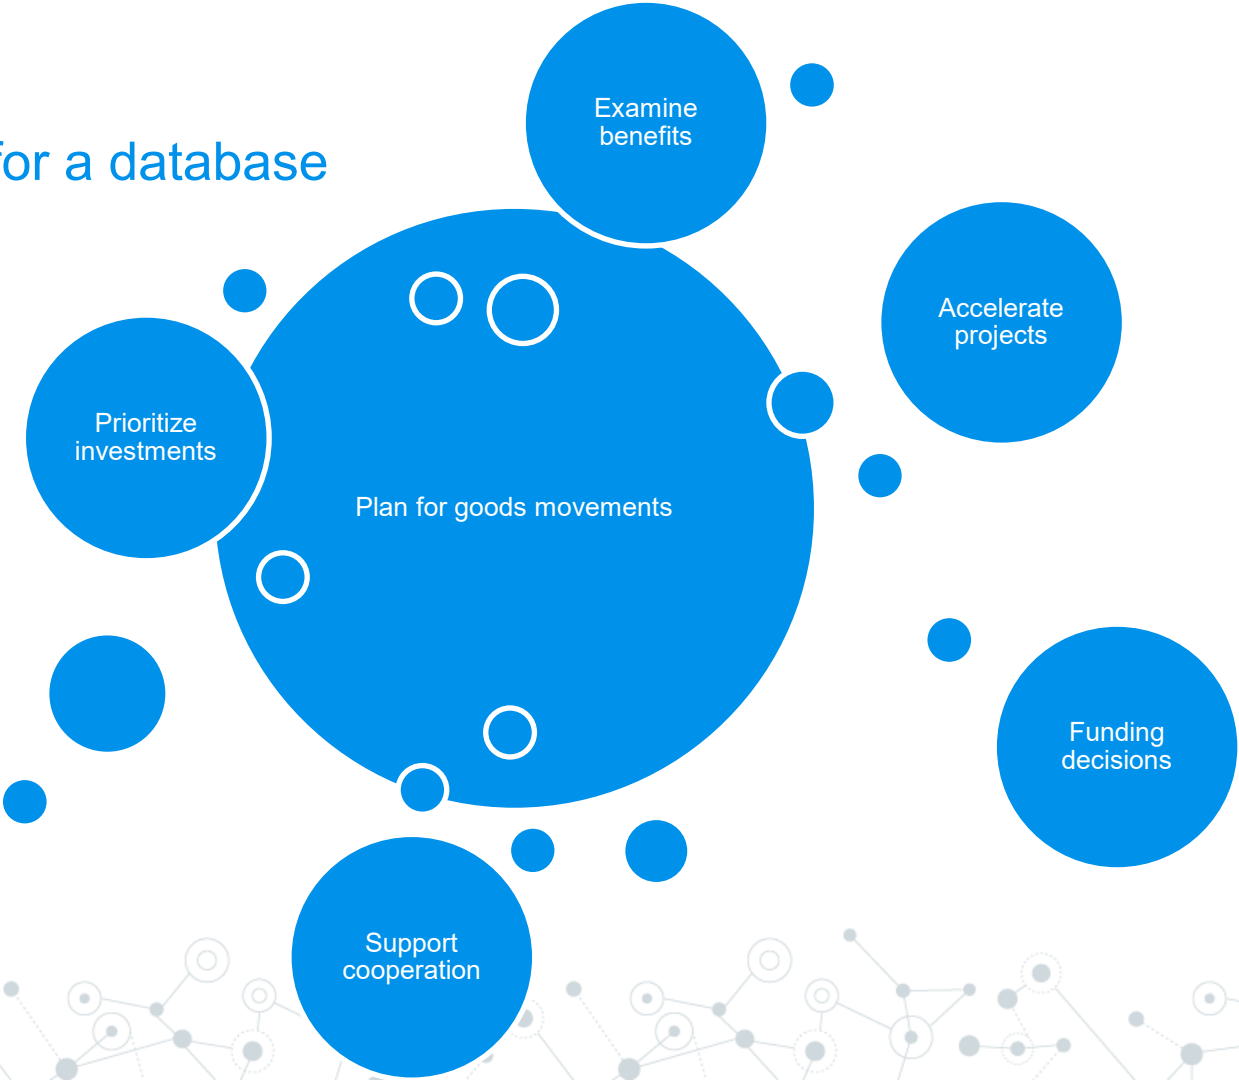 for a database
Examine
benefits
Accelerate
projects
Prioritize
investments
Plan for goods movements
Funding
decisions
Support
cooperation